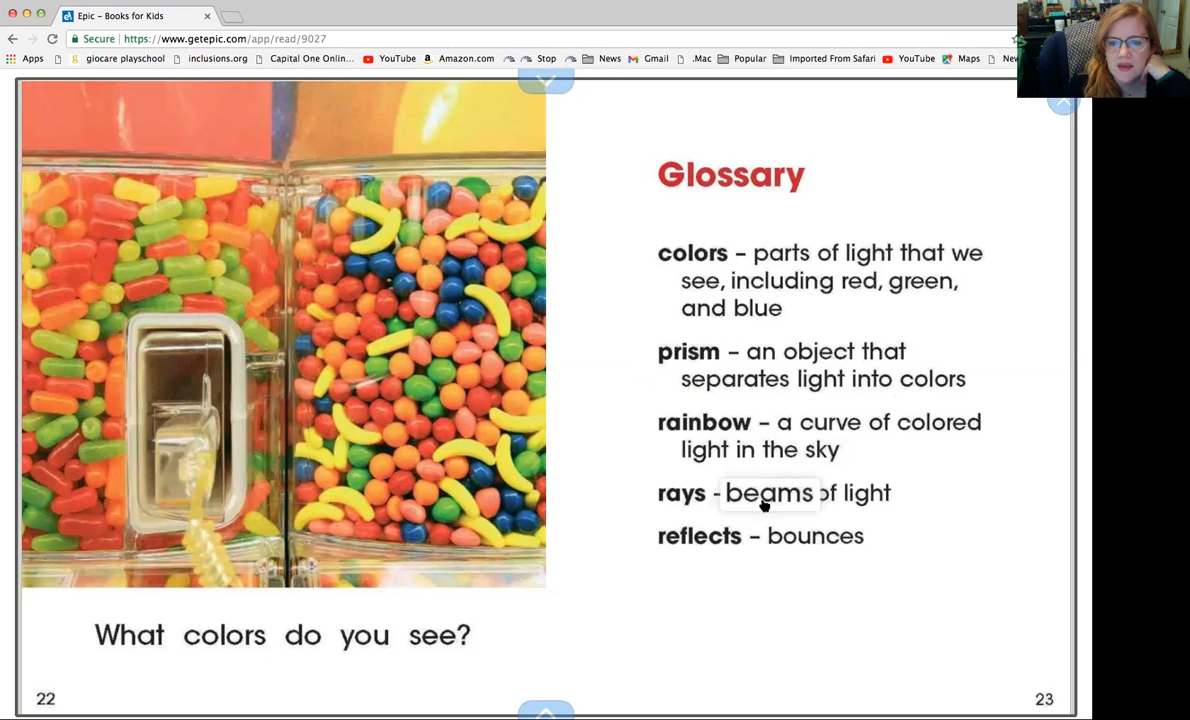 Epic – Books for Kids
Secure https://www.getepic.com/app/read/9027
Apps giocare playschool inclusions.org Capital One Onlin... YouTube Amazon.com Stop News Gmail .Mac Popular Imported From Safari YouTube Maps
Glossary
colors – parts of light that we
see, including red, green,
and blue
prism – an object that
separates light into colors
rainbow – a curve of colored
light in the sky
rays - beams of light
reflects – bounces
What colors do you see?
22
23